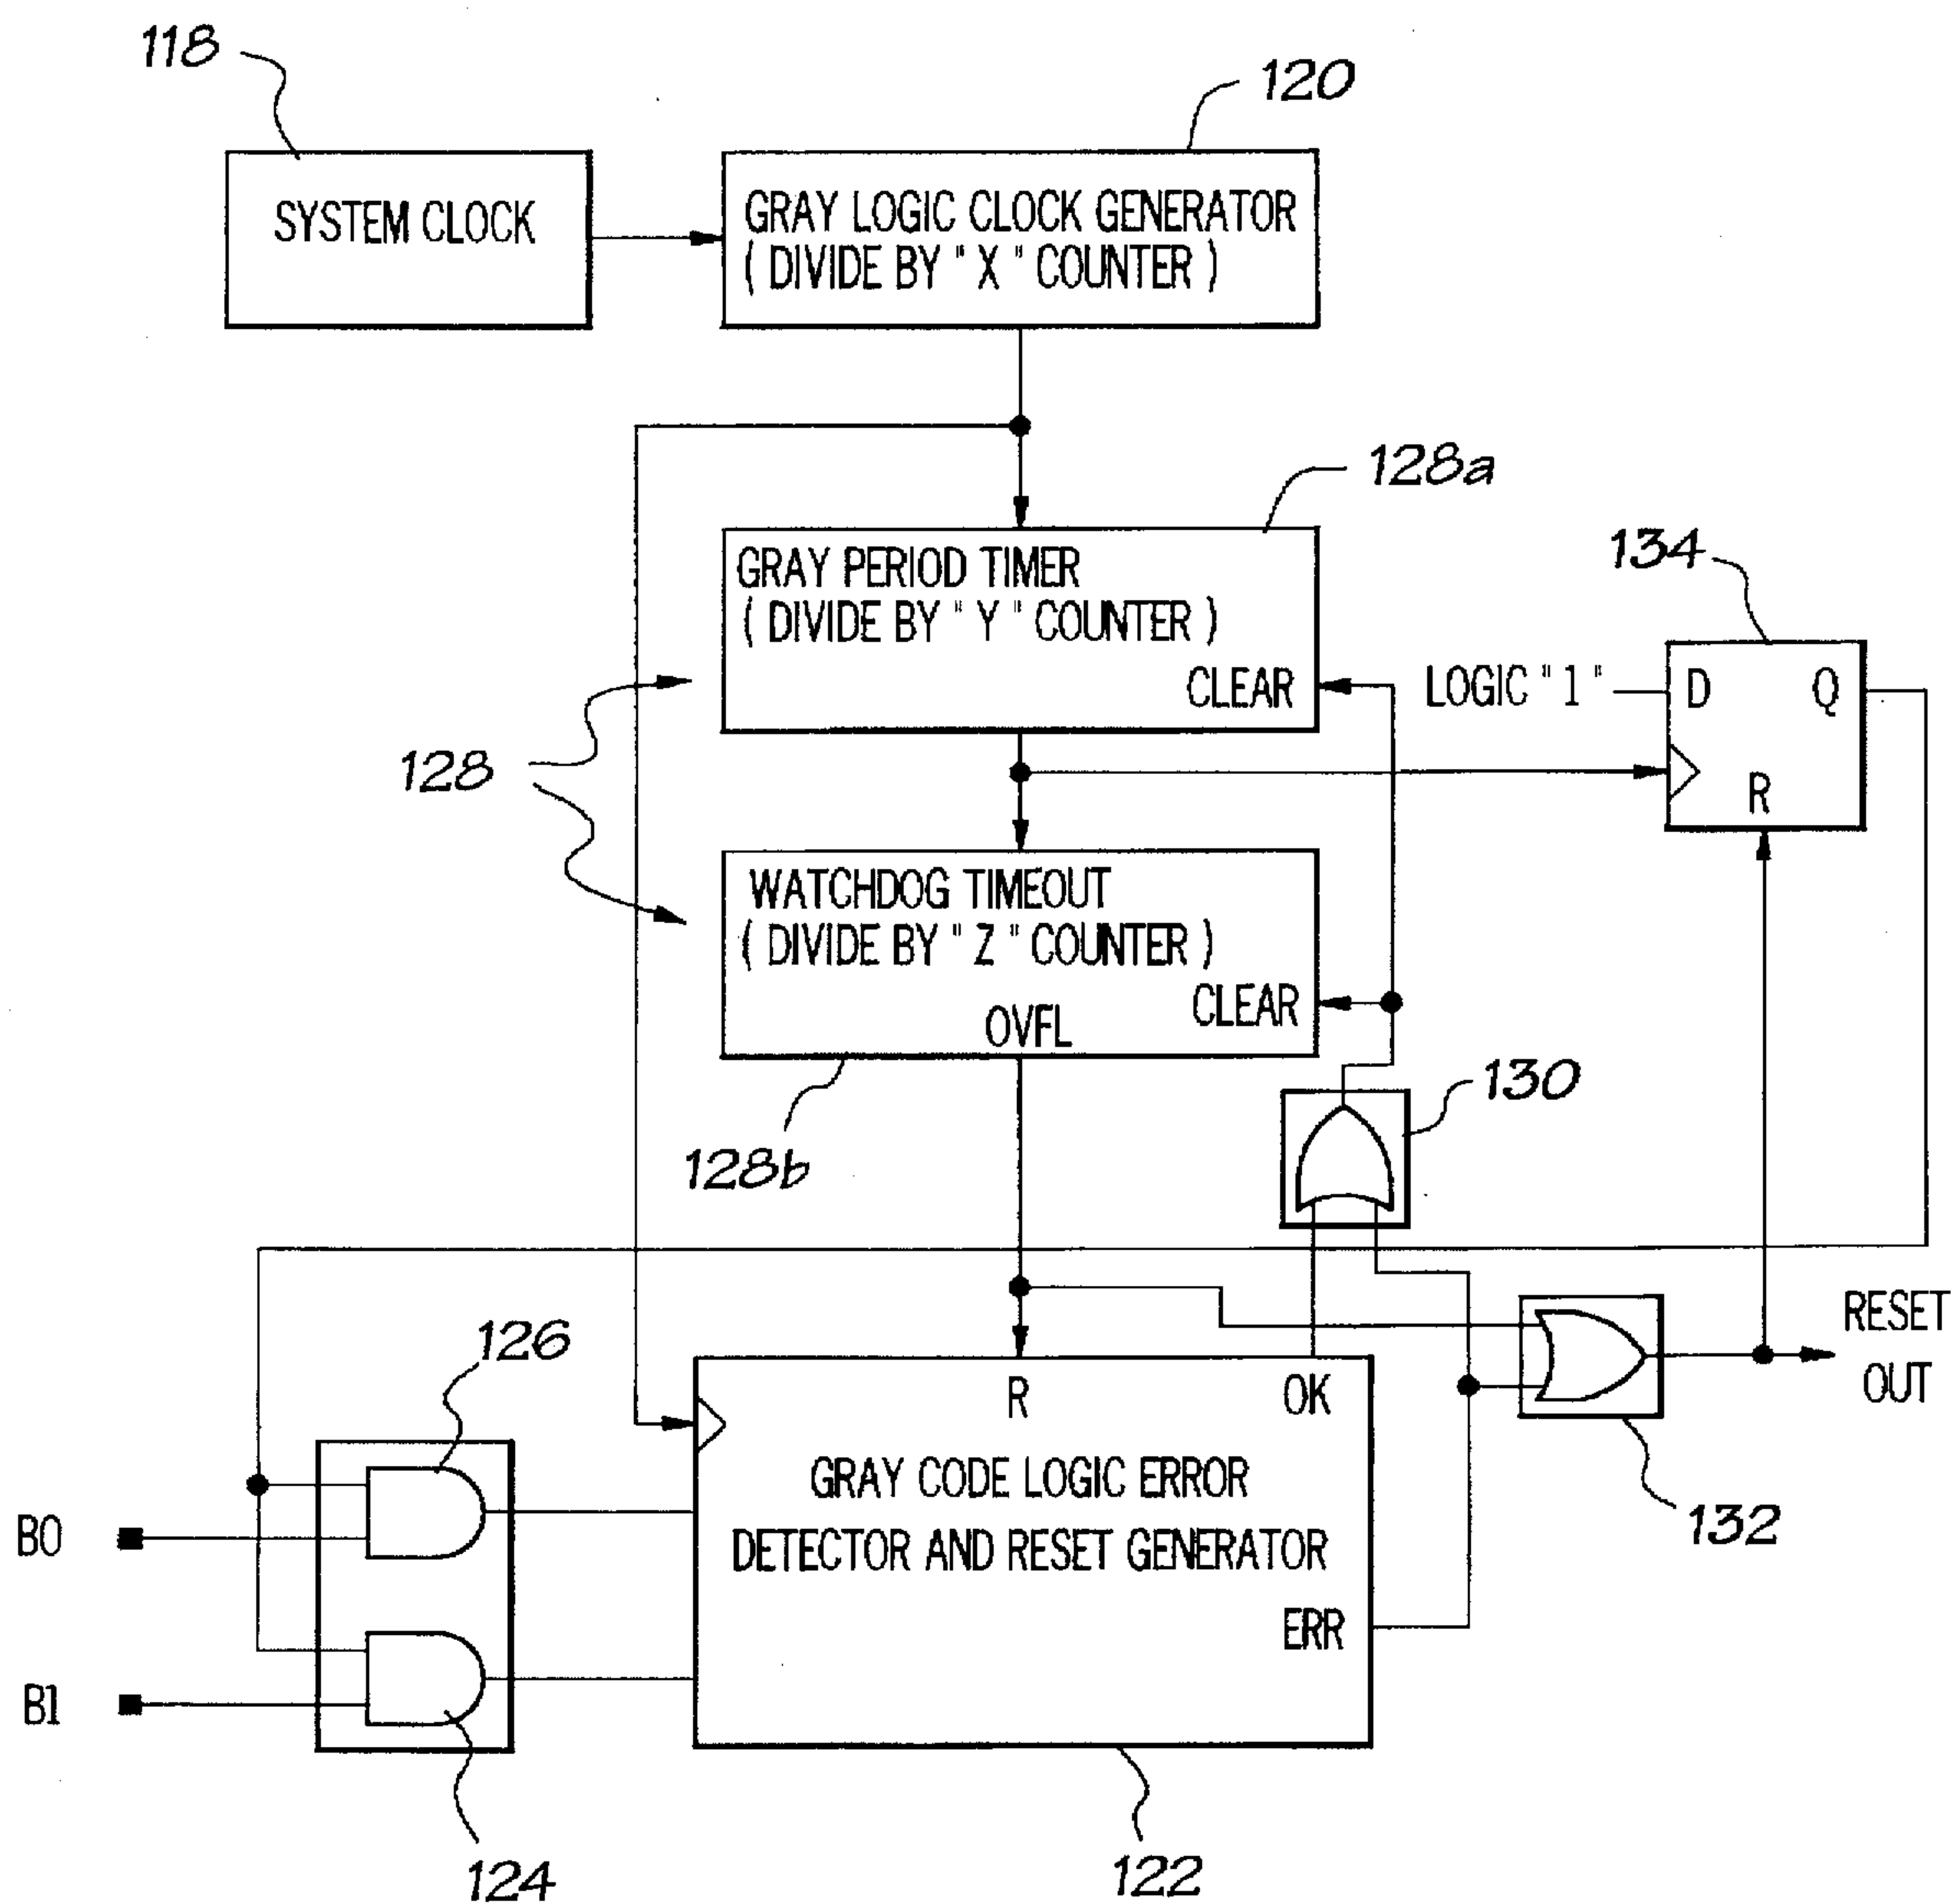 118
120
SYSTEM CLOCK
GRAY LOGIC CLOCK GENERATOR
( DIVIDE BY " X " COUNTER )
128a
GRAY PERIOD TIMER
( DIVIDE BY " Y " COUNTER )
CLEAR
134
LOGIC "1"
D
Q
R
128
WATCHDOG TIMEOUT
( DIVIDE BY " Z " COUNTER )
CLEAR
OVFL
128b
130
RESET
OUT
132
126
R
OK
GRAY CODE LOGIC ERROR
DETECTOR AND RESET GENERATOR
ERR
B0
B1
124
122